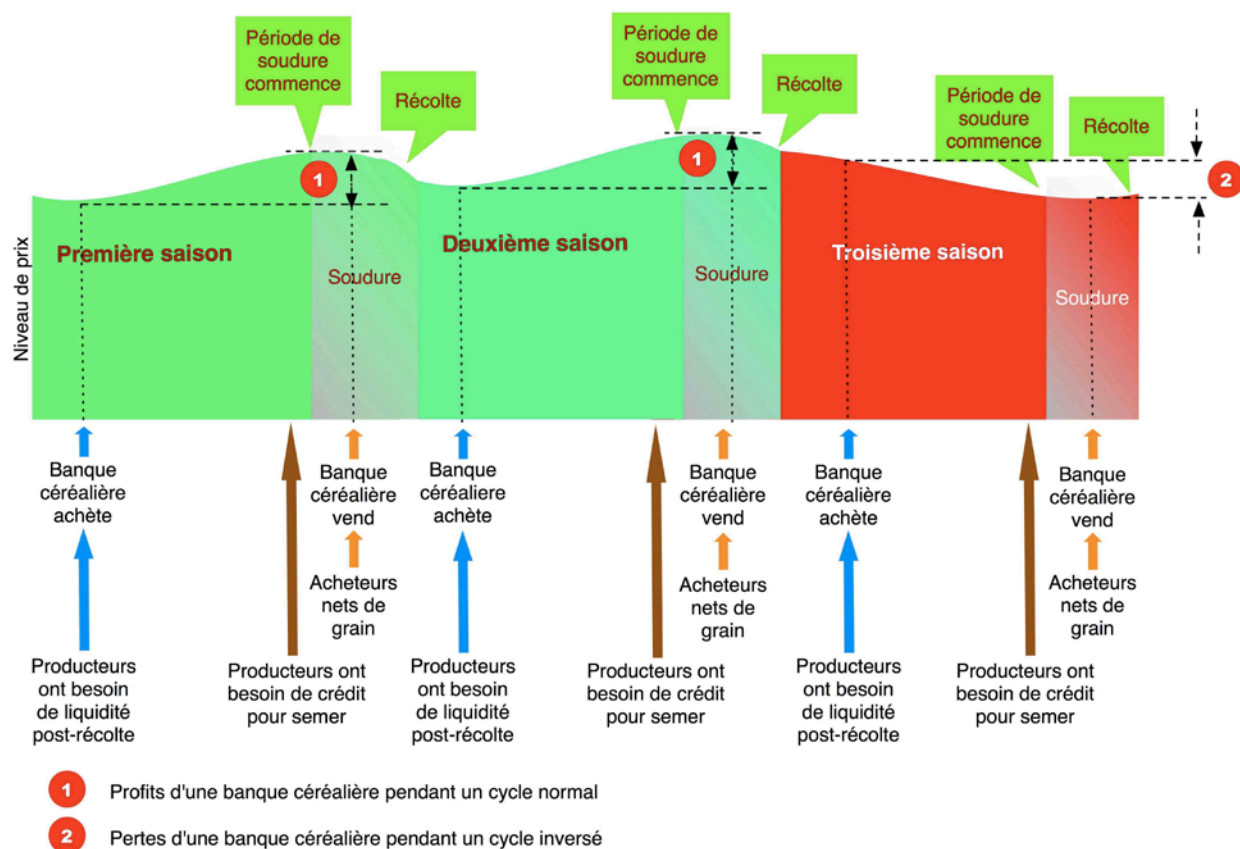 Période de
soudure
commence
Récolte
Période de
soudure
commence
Récolte
Période de
soudure
commence
Récolte
1
1
2
Niveau de prix
Première saison
Soudure
Deuxième saison
Soudure
Troisième saison
Soudure
Banque
céréalière
achète
Banque
céréalière
vend
Banque
céréaliere
achète
Banque
céréalière
vend
Banque
céréalière
achète
Banque
céréalière
vend
Acheteurs
nets de
grain
Acheteurs
nets de
grain
Acheteurs
nets de
grain
Producteurs
ont besoin
de liquidité
post-récolte
Producteurs ont
besoin de crédit
pour semer
Producteurs
ont besoin
de liquidité
post-récolte
Producteurs ont
besoin de crédit
pour semer
Producteurs
ont besoin
de liquidité
post-récolte
Producteurs ont
besoin de crédit
pour semer
1 Profits d'une banque céréalière pendant un cycle normal
2 Pertes d'une banque céréalière pendant un cycle inversé